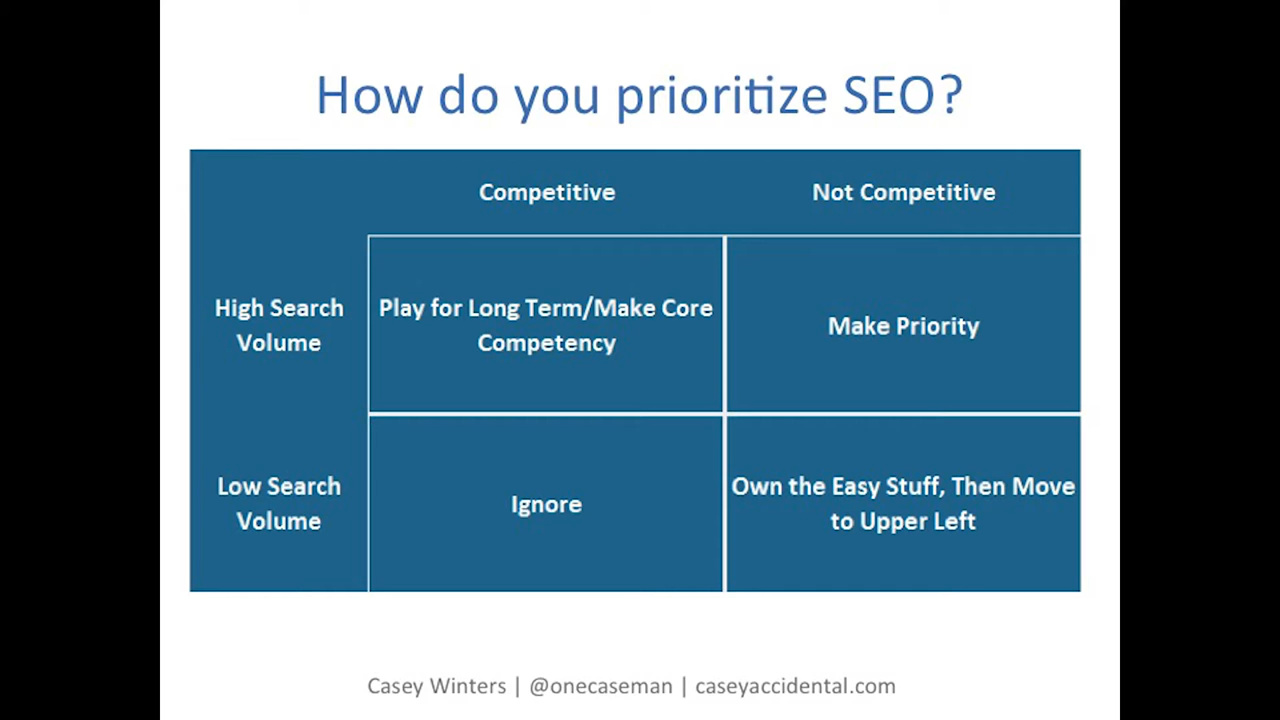 How do you prioritize SEO?
Competitive
Not Competitive
High Search
Volume
Play for Long Term/Make Core
Competency
Make Priority
Low Search
Volume
Ignore
Own the Easy Stuff, Then Move
to Upper Left
Casey Winters | @onecaseman | caseyaccidental.com